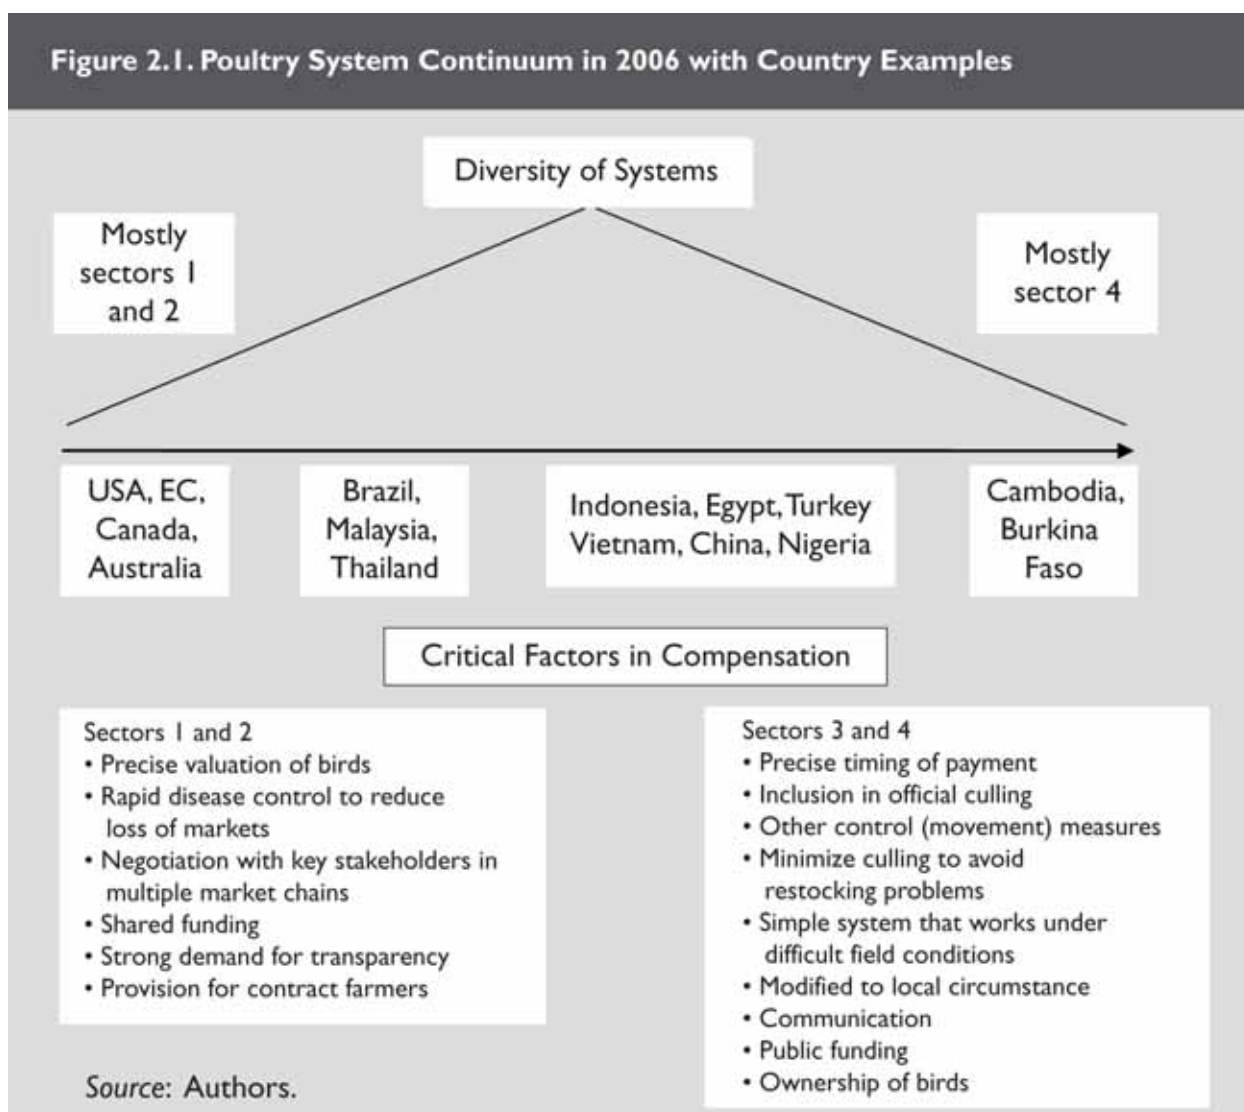 Figure 2.1. Poultry System Continuum in 2006 with Country Examples
Diversity of Systems
Mostly
sectors 1
and 2
Mostly
sector 4
USA, EC,
Canada,
Australia
Brazil,
Malaysia,
Thailand
Indonesia, Egypt, Turkey
Vietnam, China, Nigeria
Cambodia,
Burkina
Faso
Critical Factors in Compensation
Sectors 1 and 2
• Precise valuation of birds
• Rapid disease control to reduce
loss of markets
• Negotiation with key stakeholders in
multiple market chains
• Shared funding
• Strong demand for transparency
• Provision for contract farmers
Sectors 3 and 4
• Precise timing of payment
• Inclusion in official culling
• Other control (movement) measures
• Minimize culling to avoid
restocking problems
• Simple system that works under
difficult field conditions
• Modified to local circumstance
• Communication
• Public funding
• Ownership of birds
Source: Authors.